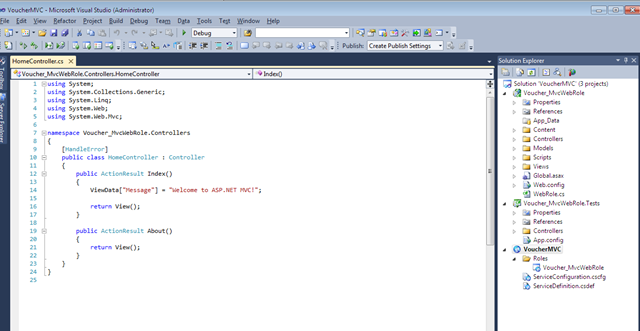 VoucherMVC - Microsoft Visual Studio (Administrator)
File Edit View Refactor Project Build Debug Team Data Tools Test Window Help
Debug
Publish: Create Publish Settings
HomeController.cs
Voucher_MvcWebRole.Controllers.HomeController
Index()
Toolbox
Server Explorer
1 using System;
2 using System.Collections.Generic;
3 using System.Linq;
4 using System.Web;
5 using System.Web.Mvc;
6
7 namespace Voucher_MvcWebRole.Controllers
8 {
9 [HandleError]
10 public class HomeController : Controller
11 {
12 public ActionResult Index()
13 {
14 ViewData["Message"] = "Welcome to ASP.NET MVC!";
15
16 return View();
17 }
18
19 public ActionResult About()
20 {
21 return View();
22 }
23 }
24 }
25
Solution Explorer
Solution 'VoucherMVC' (3 projects)
Voucher_MvcWebRole
Properties
References
App_Data
Content
Controllers
Models
Scripts
Views
Global.asax
Web.config
WebRole.cs
Voucher_MvcWebRole.Tests
Properties
References
Controllers
App.config
VoucherMVC
Roles
Voucher_MvcWebRole
ServiceConfiguration.cscfg
ServiceDefinition.csdef